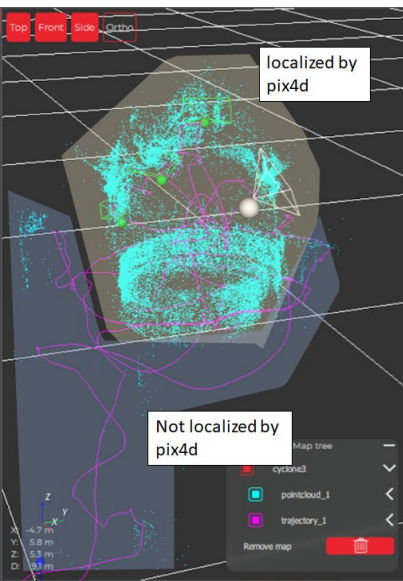 Top Front Side Ortho
localized by
pix4d
Not localized by
pix4d
Map tree
cyclone3
pointcloud_1
trajectory_1
Remove map
Z
Y
X
X: -4.7 m
Y: 5.8 m
Z: 5.3 m
D: 9.1 m